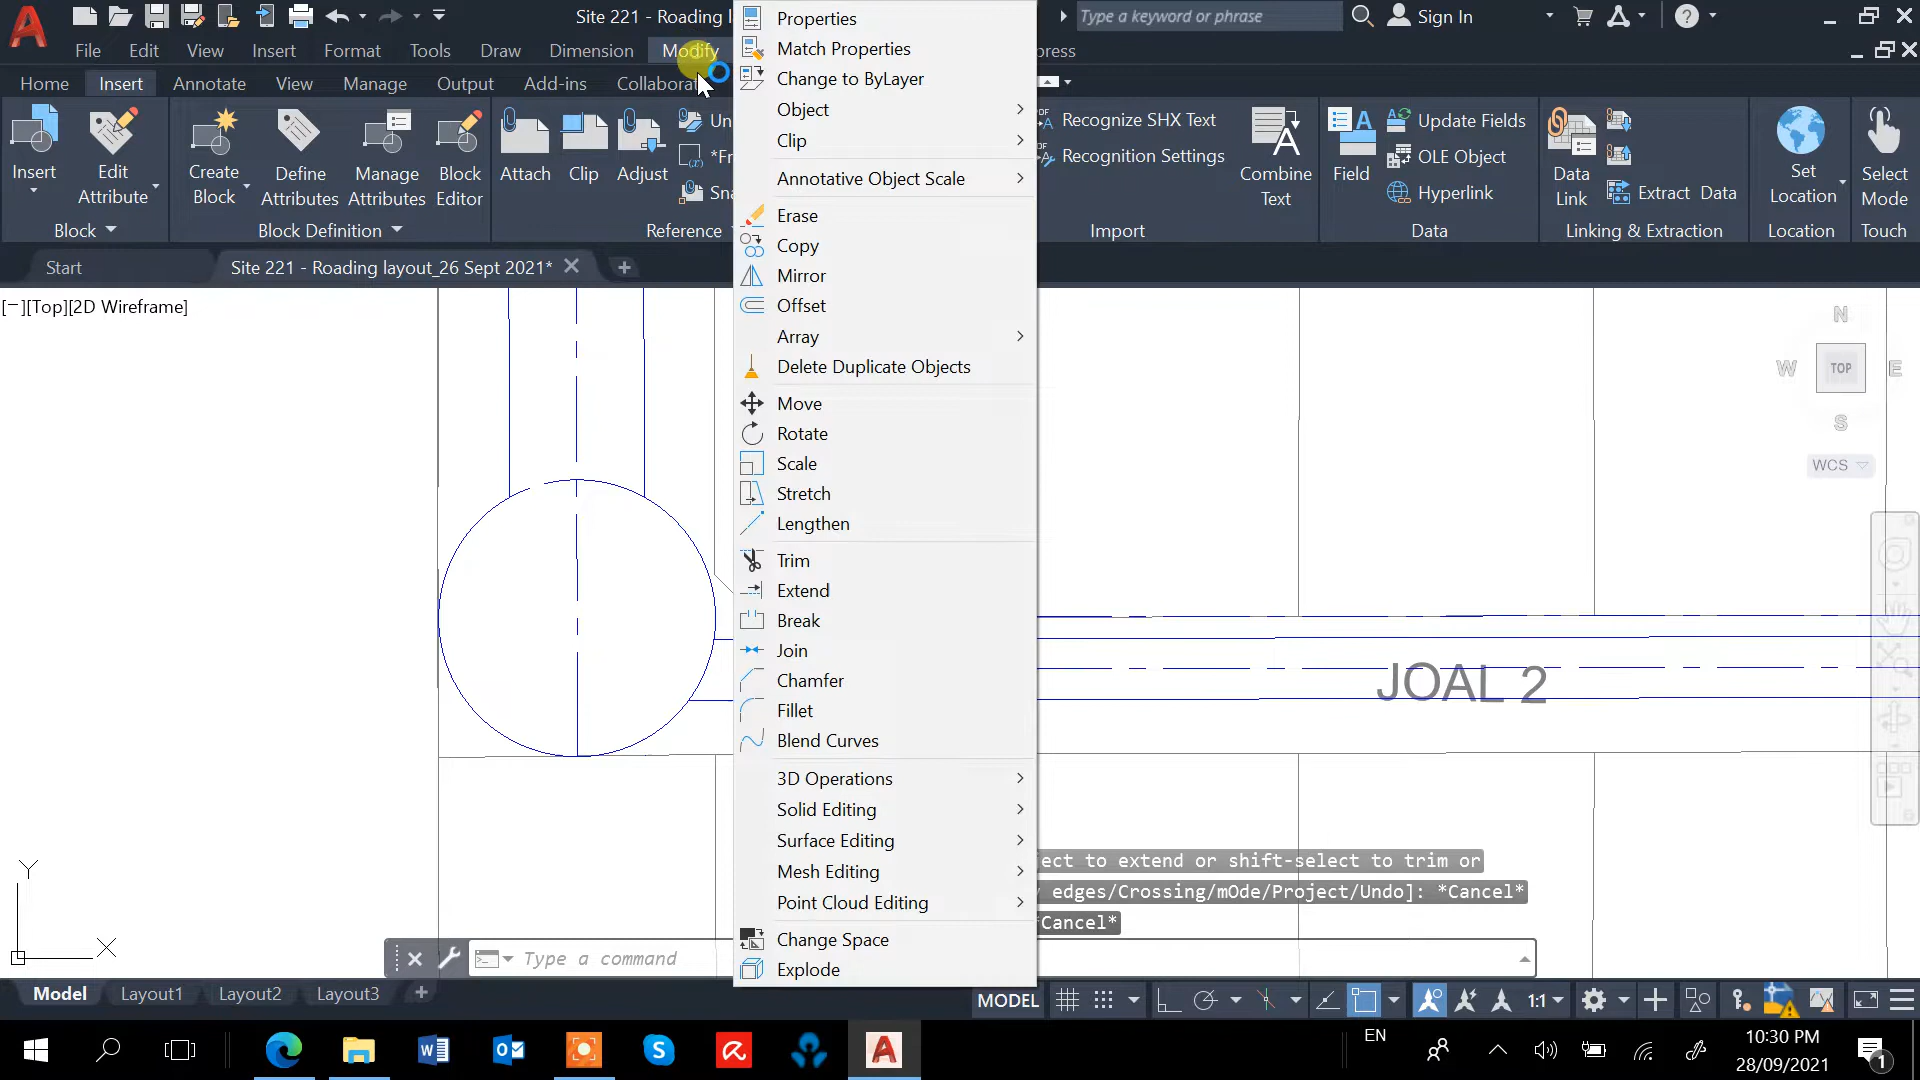 Site 221 - Roading l
Type a keyword or phrase
Sign In
File
Edit
View
Insert
Format
Tools
Draw
Dimension
Modify
press
Home
Insert
Annotate
View
Manage
Output
Add-ins
Collaborat
Insert
Edit
Attribute
Create
Block
Define
Attributes
Manage
Attributes
Block
Editor
Attach
Clip
Adjust
Un
*Fr
Sna
Recognize SHX Text
Recognition Settings
Combine
Text
Field
Update Fields
OLE Object
Hyperlink
Data
Link
Extract Data
Set
Location
Select
Mode
Block
Block Definition
Reference
Import
Data
Linking & Extraction
Location
Touch
Start
Site 221 - Roading layout_26 Sept 2021*
[−][Top][2D Wireframe]
Properties
Match Properties
Change to ByLayer
Object
Clip
Annotative Object Scale
Erase
Copy
Mirror
Offset
Array
Delete Duplicate Objects
Move
Rotate
Scale
Stretch
Lengthen
Trim
Extend
Break
Join
Chamfer
Fillet
Blend Curves
3D Operations
Solid Editing
Surface Editing
Mesh Editing
Point Cloud Editing
Change Space
Explode
N
W
TOP
E
S
WCS
JOAL 2
Y
X
ject to extend or shift-select to trim or
y edges/Crossing/mOde/Project/Undo]: *Cancel*
*Cancel*
Type a command
Model
Layout1
Layout2
Layout3
MODEL
1:1
EN
10:30 PM
28/09/2021
1